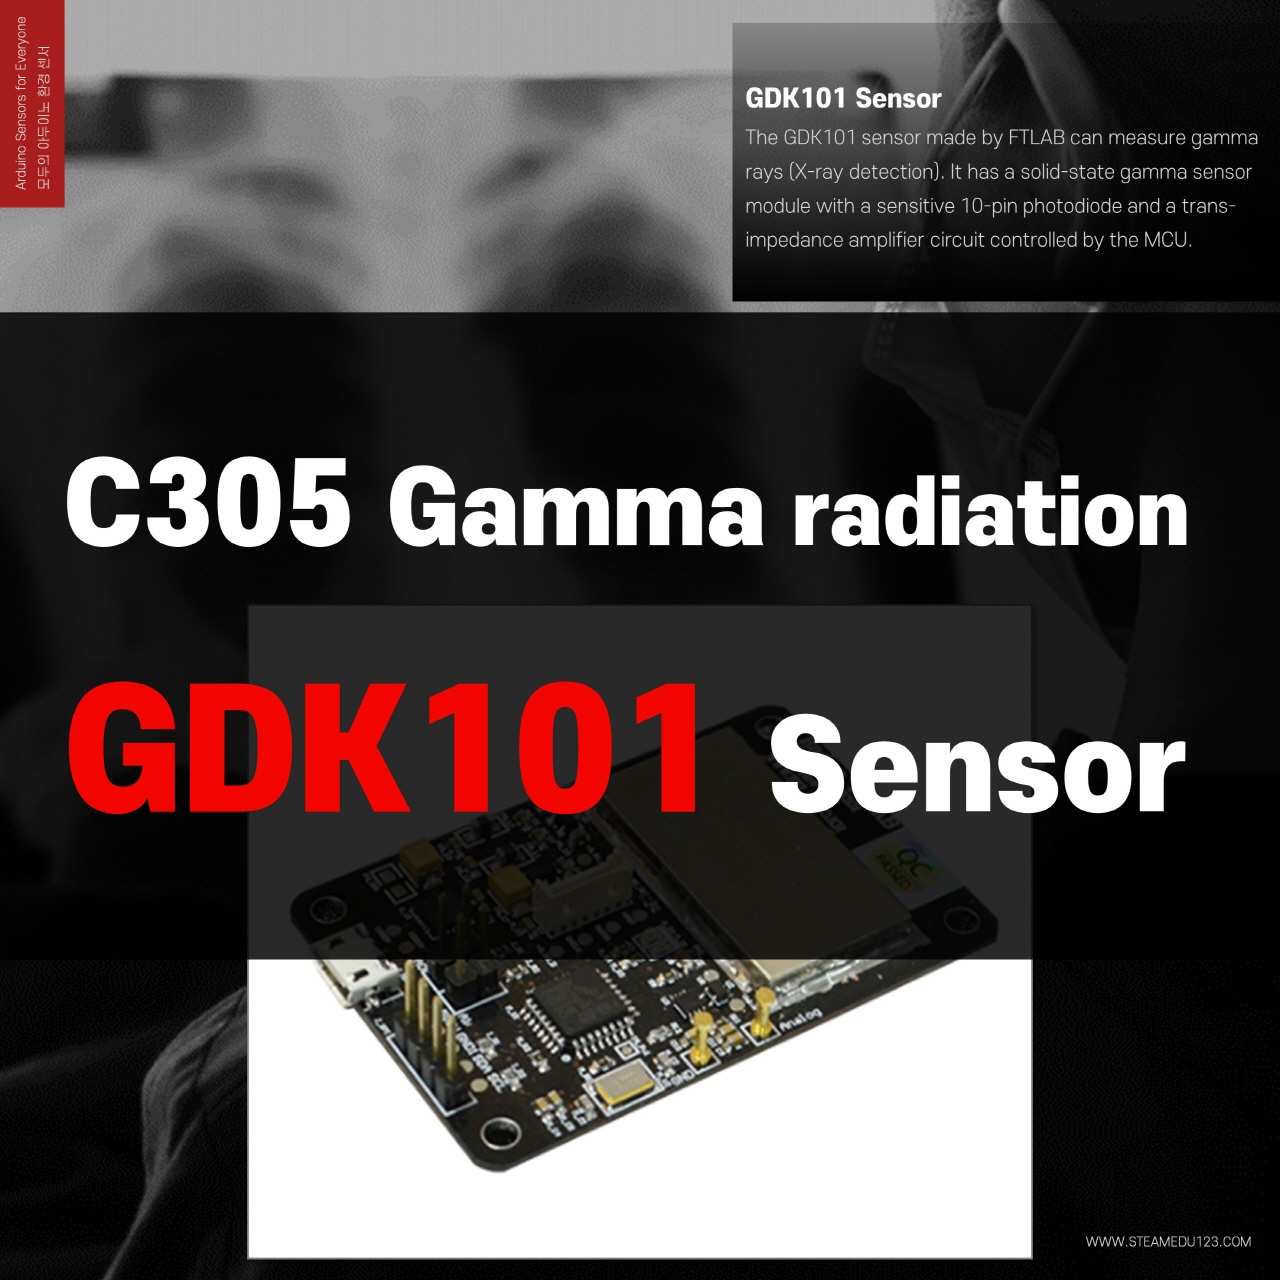 Arduino Sensors for Everyone
모두의 아두이노 환경 센서
GDK101 Sensor
The GDK101 sensor made by FTLAB can measure gamma
rays (X-ray detection). It has a solid-state gamma sensor
module with a sensitive 10-pin photodiode and a trans-
impedance amplifier circuit controlled by the MCU.
C305 Gamma radiation
GDK101 Sensor
QC
PASSED
Analog
GND
WWW.STEAMEDU123.COM